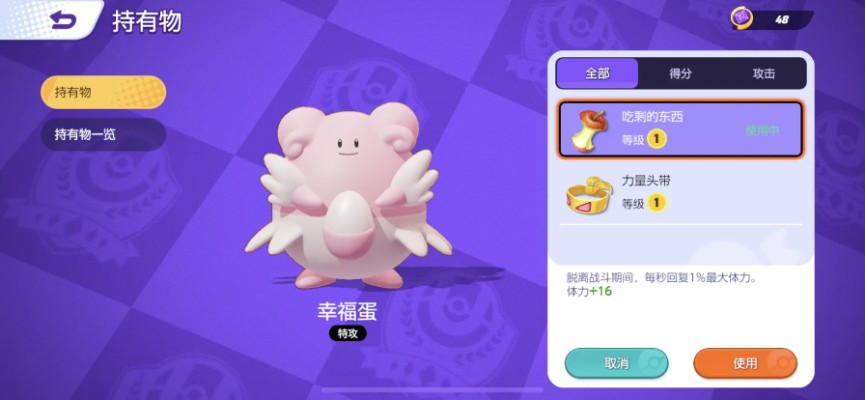 持有物
48
持有物
持有物一览
全部
得分
攻击
吃剩的东西
等级 1
使用中
力量头带
等级 1
脱离战斗期间，每秒回复1%最大体力。
体力+16
幸福蛋
特攻
取消
使用